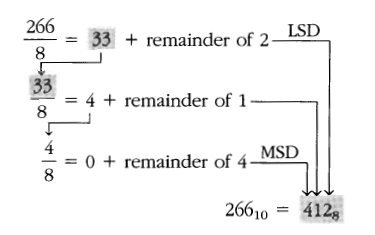 266/8 = 33 + remainder of 2 LSD
33/8 = 4 + remainder of 1
4/8 = 0 + remainder of 4 MSD
266₁₀ = 412₈